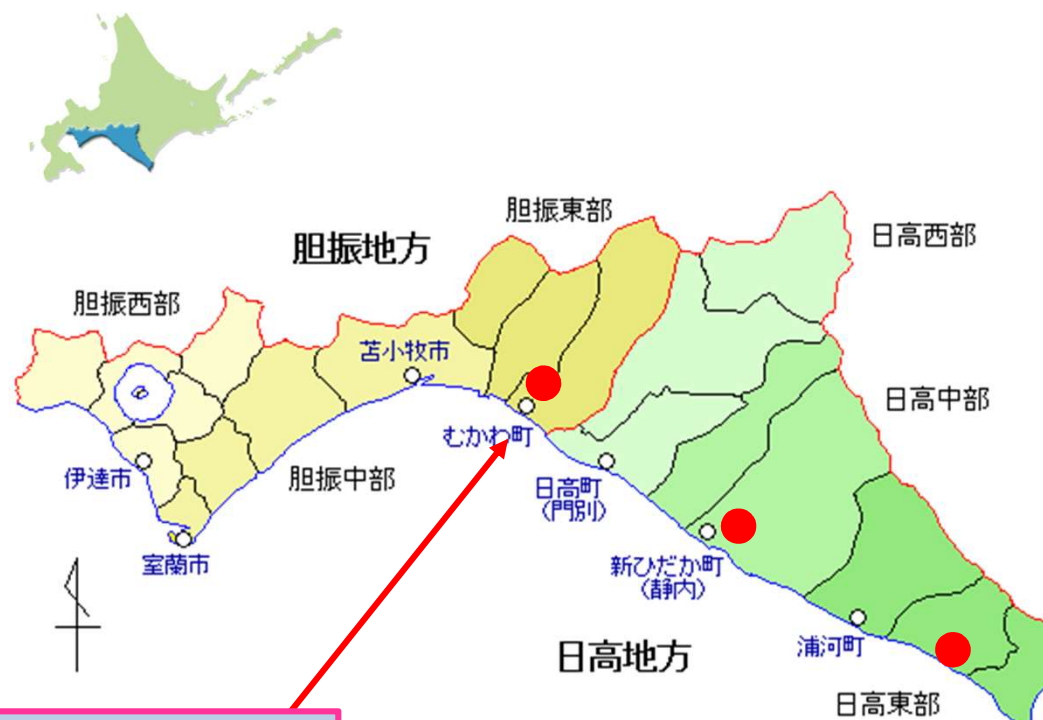 胆振東部
日高西部
胆振地方
胆振西部
苫小牧市
日高中部
むかわ町
伊達市
胆振中部
日高町
(門別)
室蘭市
新ひだか町
(静内)
浦河町
日高地方
日高東部